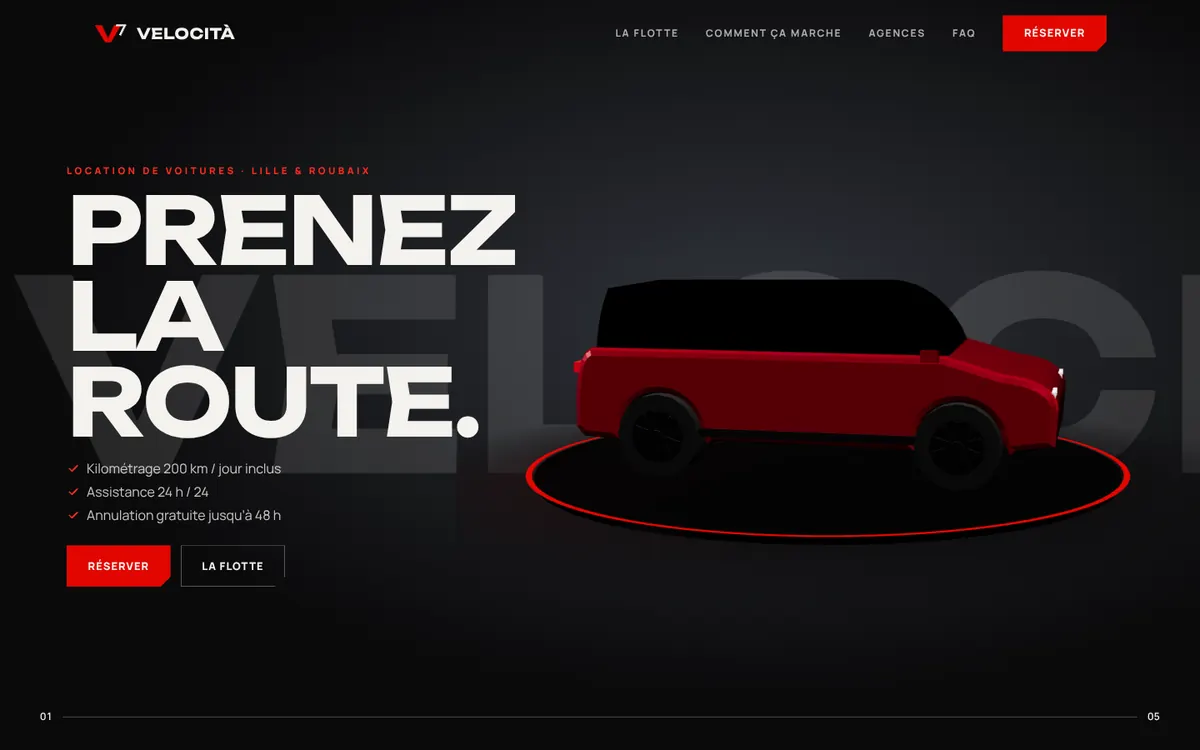 V7 VELOCITÀ
LA FLOTTE
COMMENT ÇA MARCHE
AGENCES
FAQ
RÉSERVER
LOCATION DE VOITURES · LILLE & ROUBAIX
PRENEZ
LA
ROUTE.
VELOCI
Kilométrage 200 km / jour inclus
Assistance 24 h / 24
Annulation gratuite jusqu'à 48 h
RÉSERVER
LA FLOTTE
01
05